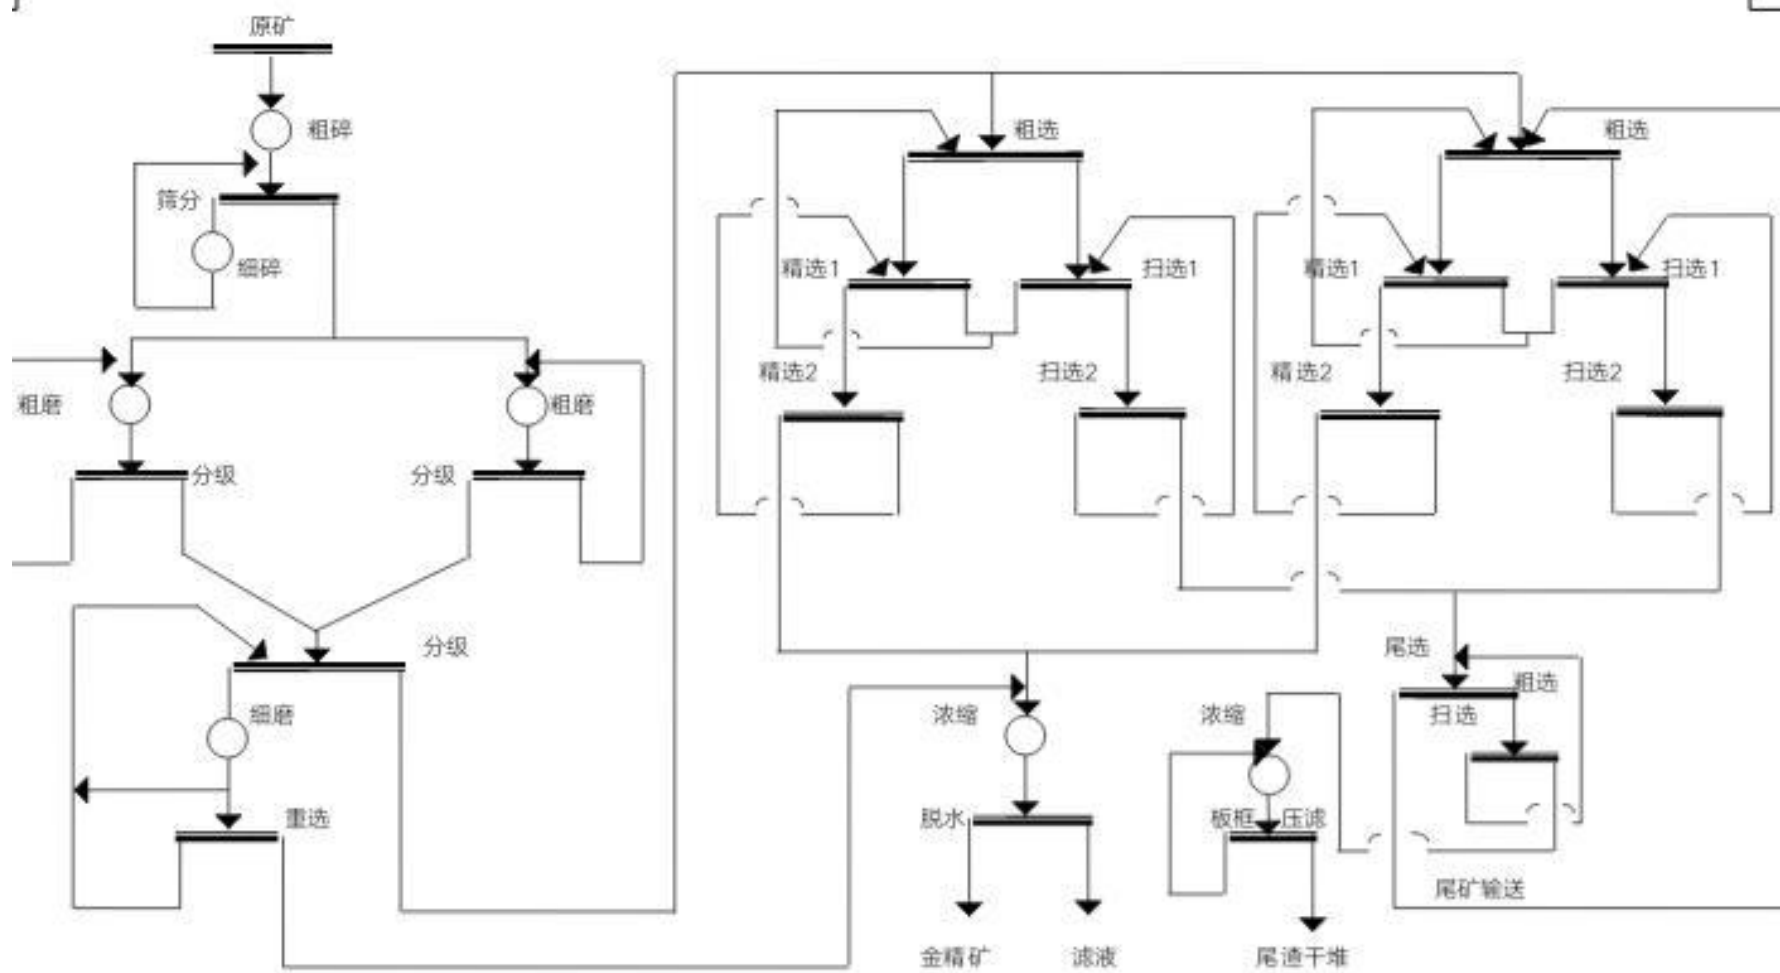 原矿
粗碎
筛分
细碎
粗磨
粗磨
分级
分级
分级
细磨
重选
粗选
精选1
扫选1
精选2
扫选2
粗选
精选1
扫选1
精选2
扫选2
浓缩
脱水
金精矿
滤液
尾选
粗选
扫选
浓缩
板框 压滤
尾矿输送
尾渣干堆